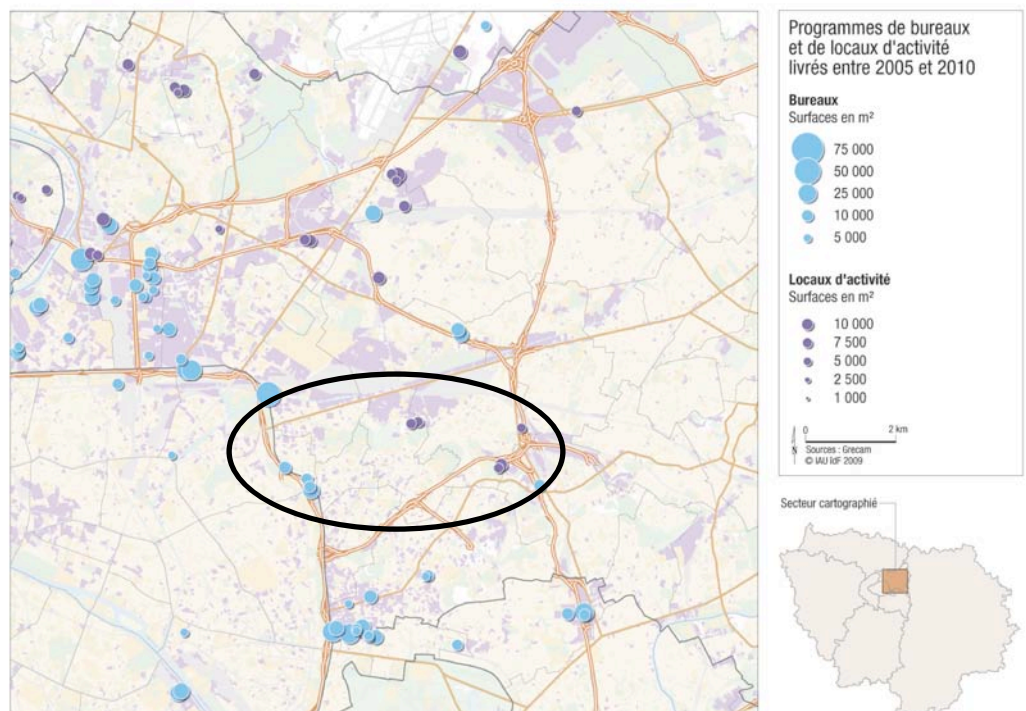 Programmes de bureaux
et de locaux d'activité
livrés entre 2005 et 2010
Bureaux
Surfaces en m²
75 000
50 000
25 000
10 000
5 000
Locaux d'activité
Surfaces en m²
10 000
7 500
5 000
2 500
1 000
N
0 2 km
Sources : Grecam
© IAU îdF 2009
Secteur cartographié